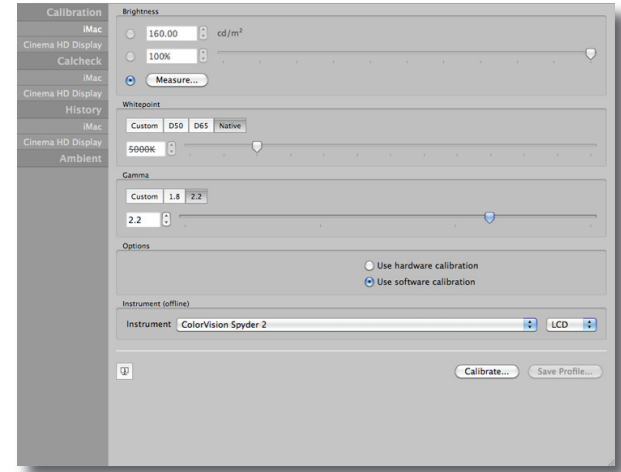 Calibration
iMac
Cinema HD Display
Calcheck
iMac
Cinema HD Display
History
iMac
Cinema HD Display
Ambient
Brightness
160.00 cd/m²
100%
Measure...
Whitepoint
Custom D50 D65 Native
5000K
Gamma
Custom 1.8 2.2
2.2
Options
Use hardware calibration
Use software calibration
Instrument (offline)
Instrument ColorVision Spyder 2 LCD
Calibrate... Save Profile...